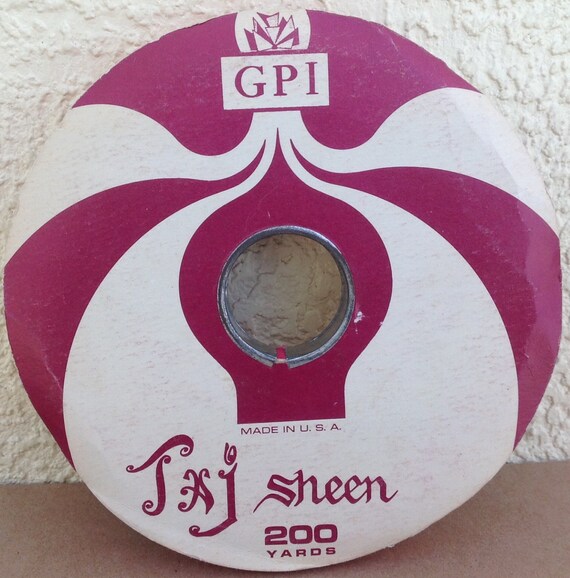 GPI
MADE IN U. S. A.
Taj sheen
200
YARDS